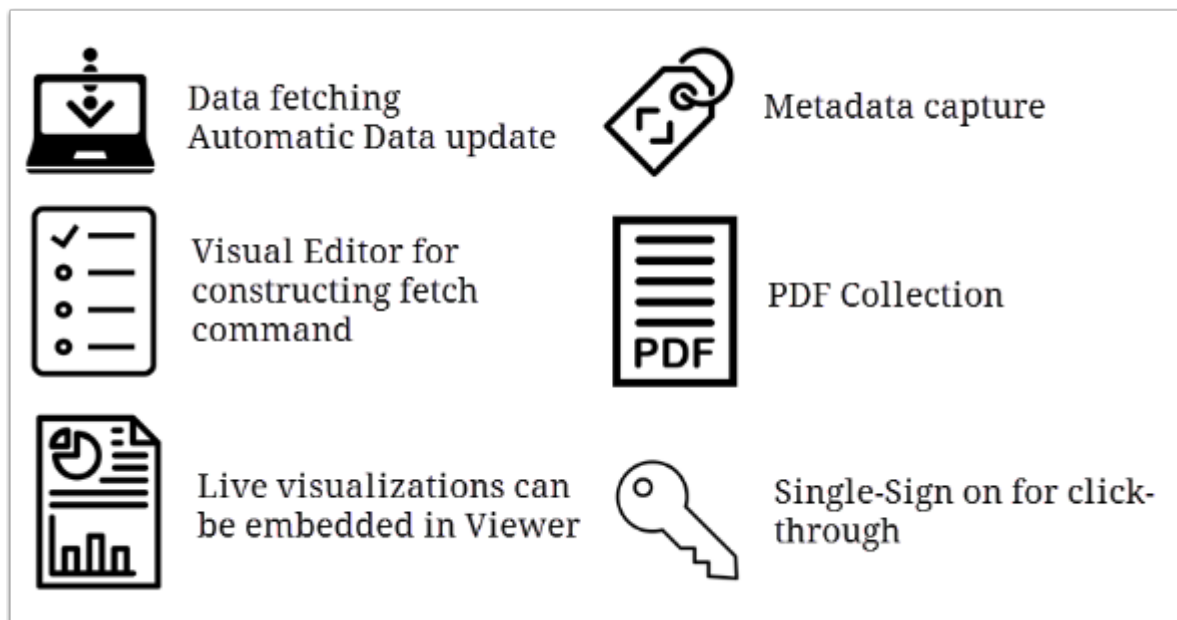 Data fetching
Automatic Data update
Metadata capture
Visual Editor for
constructing fetch
command
PDF
PDF Collection
Live visualizations can
be embedded in Viewer
Single-Sign on for click-
through